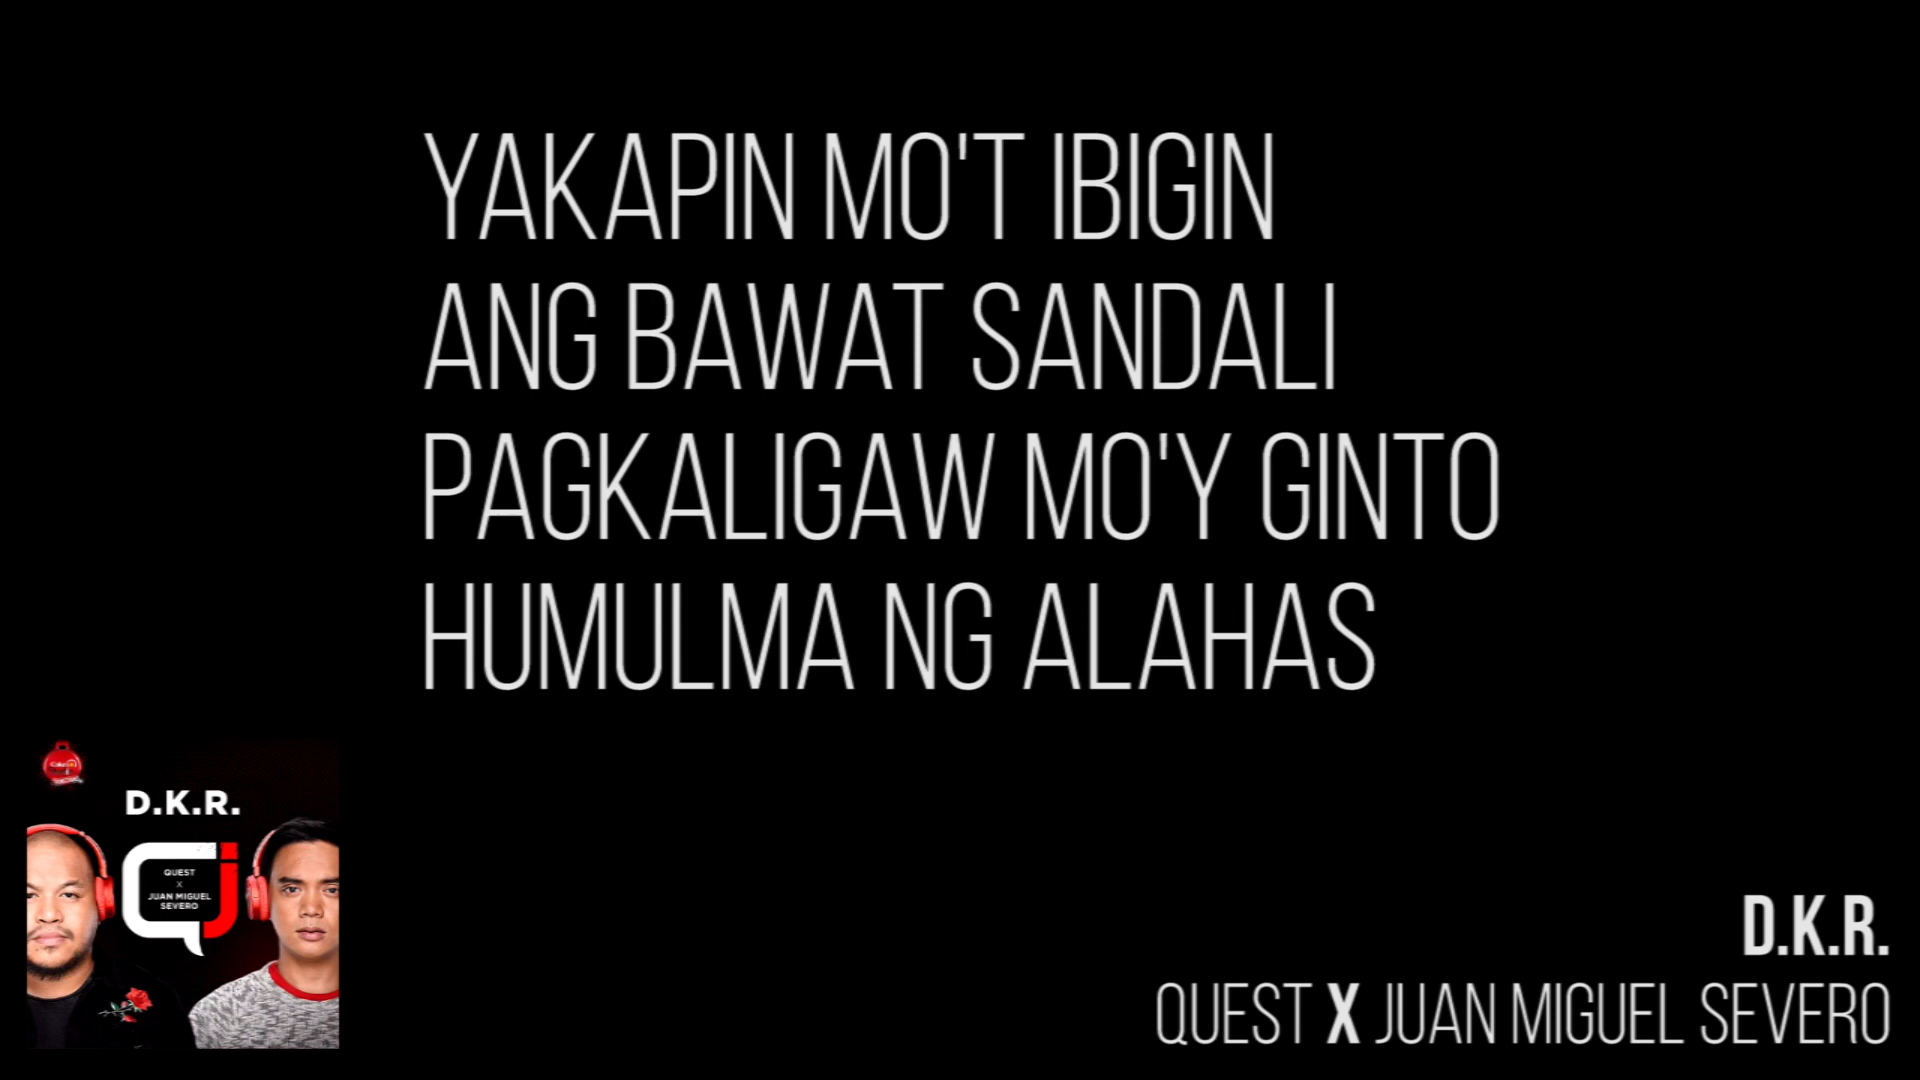 YAKAPIN MO'T IBIGIN
ANG BAWAT SANDALI
PAGKALIGAW MO'Y GINTO
HUMULMA NG ALAHAS
D.K.R.
QUEST
X
JUAN MIGUEL
SEVERO
D.K.R.
QUEST X JUAN MIGUEL SEVERO